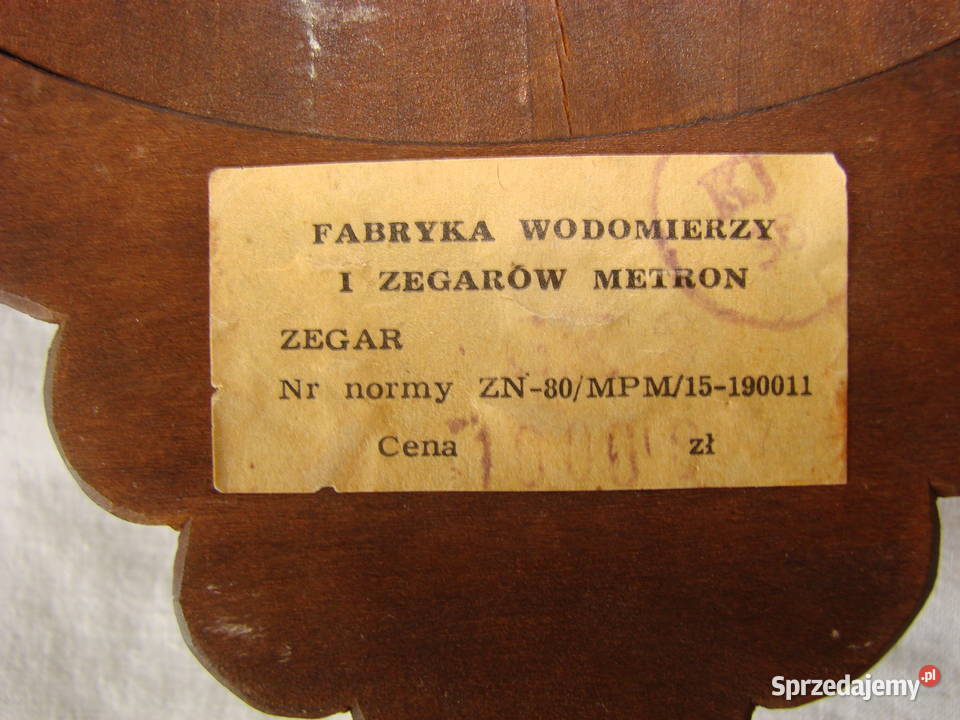 FABRYKA WODOMIERZY
I ZEGARÓW METRON
ZEGAR
Nr normy ZN-80/MPM/15-190011
Cena zł
Sprzedajemy.pl